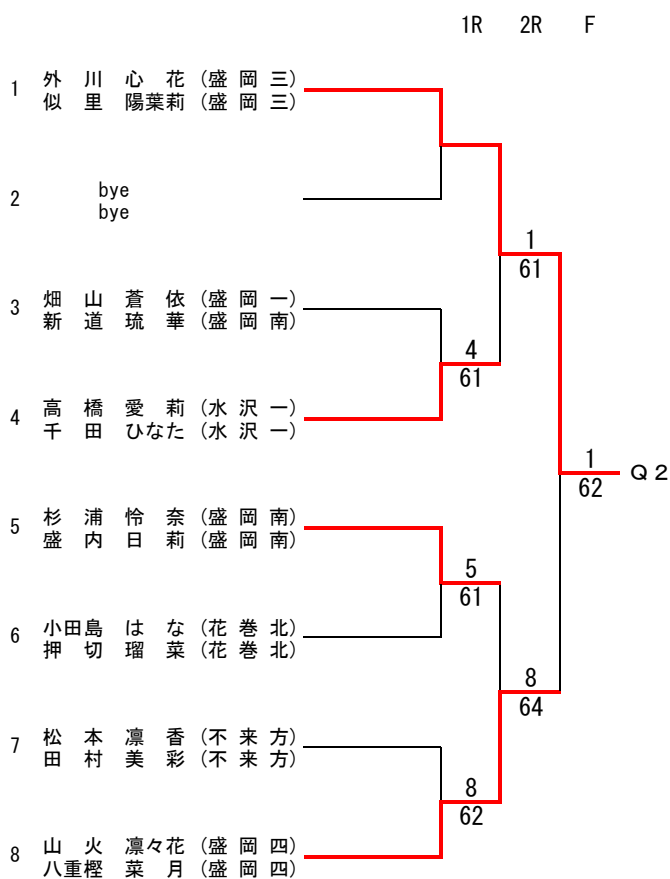 1R 2R F
1 外 川 心 花 (盛 岡 三)
似 里 陽葉莉 (盛 岡 三)
2 bye
bye
1
61
3 畑 山 蒼 依 (盛 岡 一)
新 道 琉 華 (盛 岡 南)
4
61
4 高 橋 愛 莉 (水 沢 一)
千 田 ひなた (水 沢 一)
1
62
Q2
5 杉 浦 怜 奈 (盛 岡 南)
盛 内 日 莉 (盛 岡 南)
5
61
6 小田島 は な (花 巻 北)
押 切 瑠 菜 (花 巻 北)
8
64
7 松 本 凛 香 (不 来 方)
田 村 美 彩 (不 来 方)
8
62
8 山 火 凛々花 (盛 岡 四)
八重樫 菜 月 (盛 岡 四)